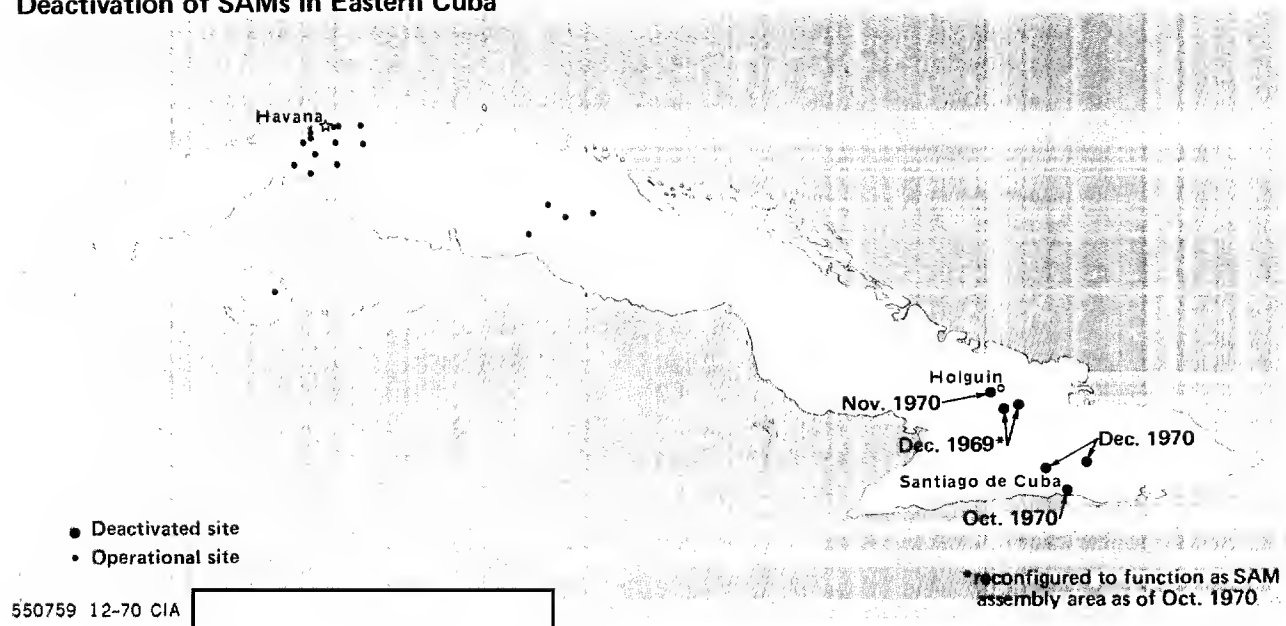 Deactivation of SAMs in Eastern Cuba
Havana
Holguin
Nov. 1970
Dec. 1969*
Dec. 1970
Santiago de Cuba
Oct. 1970
Deactivated site
Operational site
*reconfigured to function as SAM
assembly area as of Oct. 1970
550759 12-70 CIA